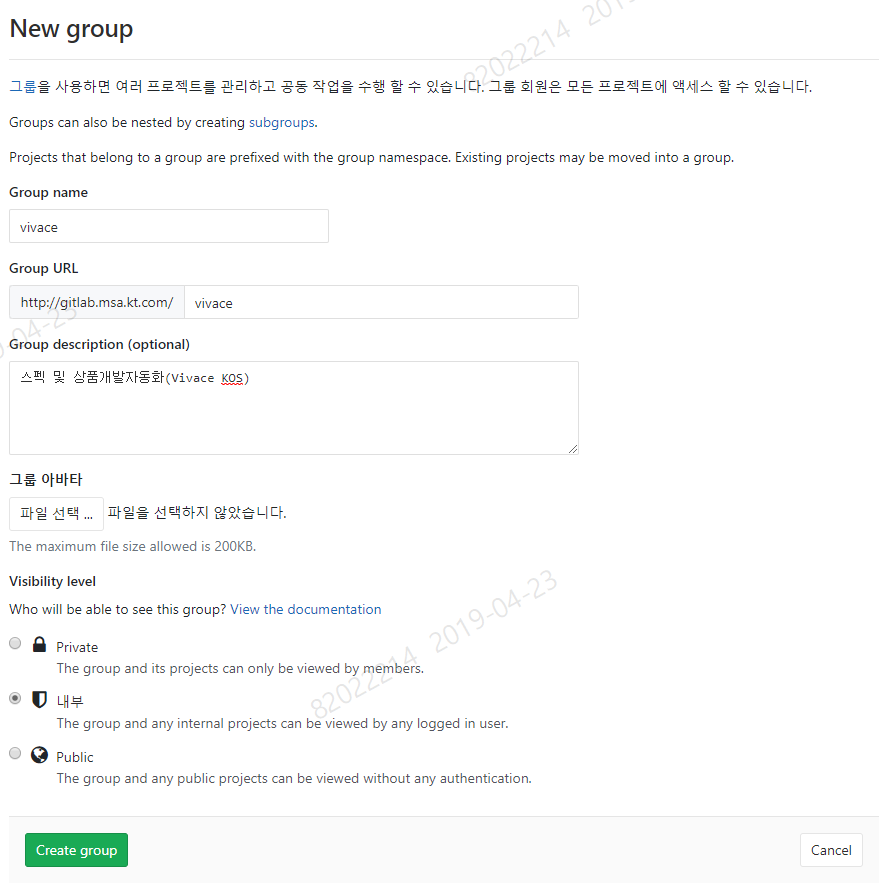 New group
그룹을 사용하면 여러 프로젝트를 관리하고 공동 작업을 수행 할 수 있습니다. 그룹 회원은 모든 프로젝트에 액세스 할 수 있습니다.
Groups can also be nested by creating subgroups.
Projects that belong to a group are prefixed with the group namespace. Existing projects may be moved into a group.
Group name
vivace
Group URL
http://gitlab.msa.kt.com/ vivace
Group description (optional)
스펙 및 상품개발자동화(Vivace KOS)
그룹 아바타
파일 선택 ... 파일을 선택하지 않았습니다.
The maximum file size allowed is 200KB.
Visibility level
Who will be able to see this group? View the documentation
Private
The group and its projects can only be viewed by members.
내부
The group and any internal projects can be viewed by any logged in user.
Public
The group and any public projects can be viewed without any authentication.
Create group Cancel
82022214 2019-04-23
82022214